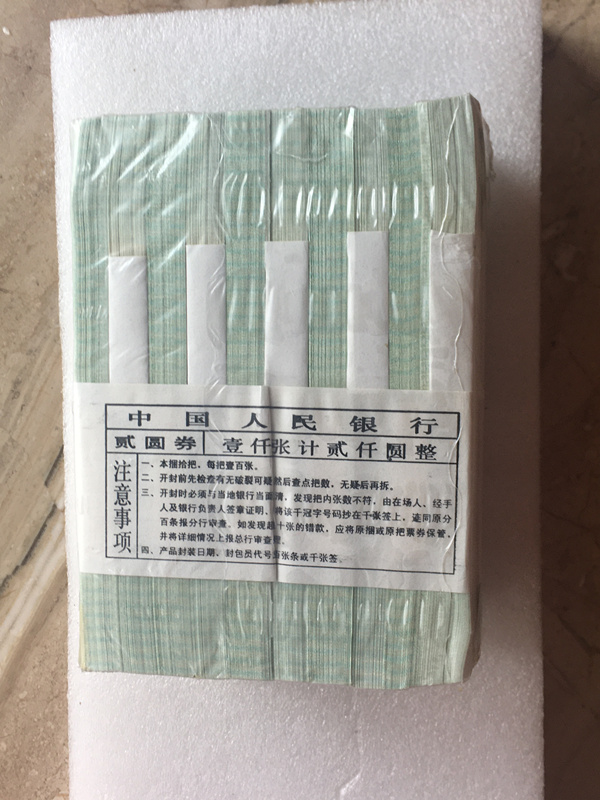 中国人民银行
贰圆券 壹仟张计贰仟圆整
注意事项
一、本捆拾把，每把壹百张。
二、开封前先检查有无破裂可疑然后查点把数，无疑后再拆。
三、开封时必须与当地银行当面清，发现把内张数不符，由在场人、经手
人及银行负责人签章证明，将该千冠字号码抄在千张签上，连同原分
百条报分行审查。如发现超十张的错款，应将原捆或原把票券保管，
并将详细情况上报总行审查
四、产品封装日期、封包员代号 张条或千张签。